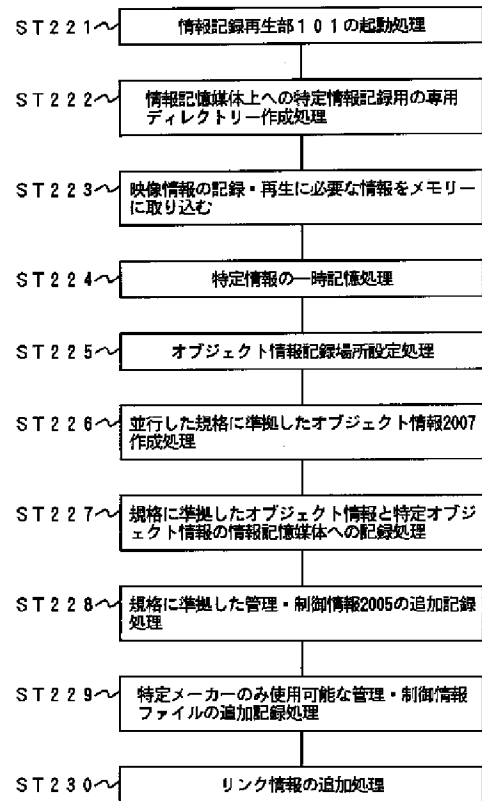 ST221 情報記録再生部101の起動処理
ST222 情報記憶媒体上への特定情報記録用の専用
ディレクトリー作成処理
ST223 映像情報の記録・再生に必要な情報をメモリー
に取り込む
ST224 特定情報の一時記憶処理
ST225 オブジェクト情報記録場所設定処理
ST226 並行した規格に準拠したオブジェクト情報2007
作成処理
ST227 規格に準拠したオブジェクト情報と特定オブジ
ェクト情報の情報記憶媒体への記録処理
ST228 規格に準拠した管理・制御情報2005の追加記録
処理
ST229 特定メーカーのみ使用可能な管理・制御情報
ファイルの追加記録処理
ST230 リンク情報の追加処理